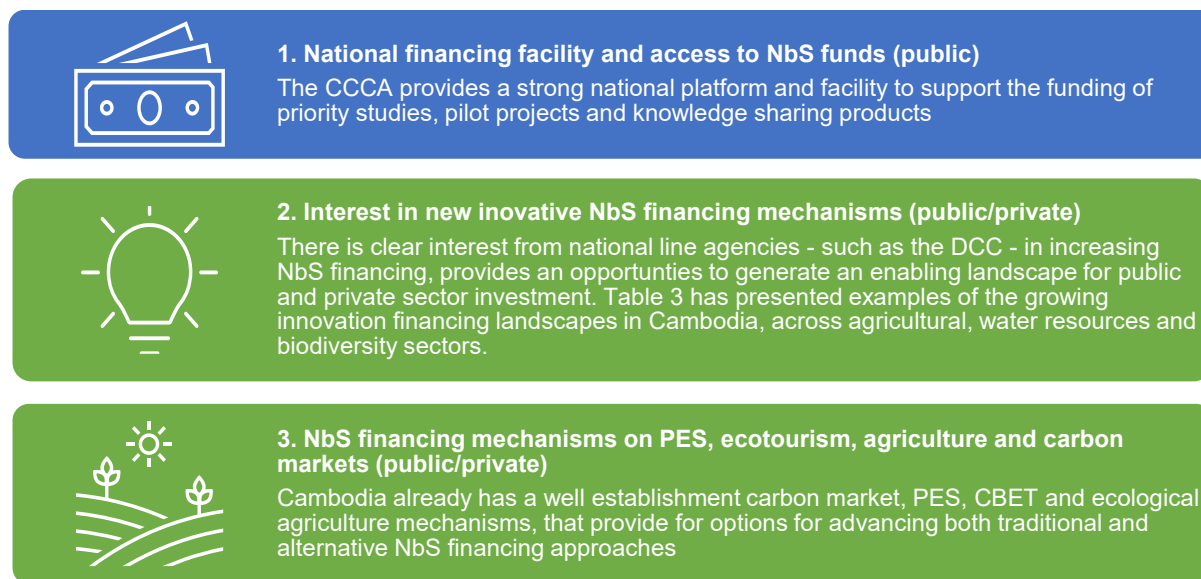 1. National financing facility and access to NbS funds (public)
The CCCA provides a strong national platform and facility to support the funding of
priority studies, pilot projects and knowledge sharing products
2. Interest in new inovative NbS financing mechanisms (public/private)
There is clear interest from national line agencies - such as the DCC - in increasing
NbS financing, provides an opportunties to generate an enabling landscape for public
and private sector investment. Table 3 has presented examples of the growing
innovation financing landscapes in Cambodia, across agricultural, water resources and
biodiversity sectors.
3. NbS financing mechanisms on PES, ecotourism, agriculture and carbon
markets (public/private)
Cambodia already has a well establishment carbon market, PES, CBET and ecological
agriculture mechanisms, that provide for options for advancing both traditional and
alternative NbS financing approaches